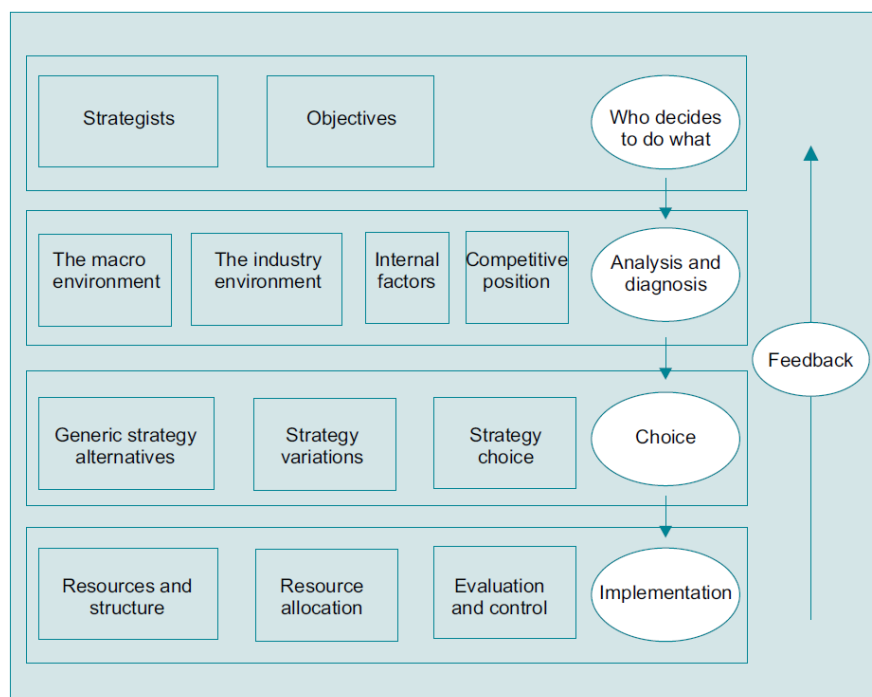 Strategists
Objectives
Who decides
to do what
The macro
environment
The industry
environment
Internal
factors
Competitive
position
Analysis and
diagnosis
Feedback
Generic strategy
alternatives
Strategy
variations
Strategy
choice
Choice
Resources and
structure
Resource
allocation
Evaluation
and control
Implementation